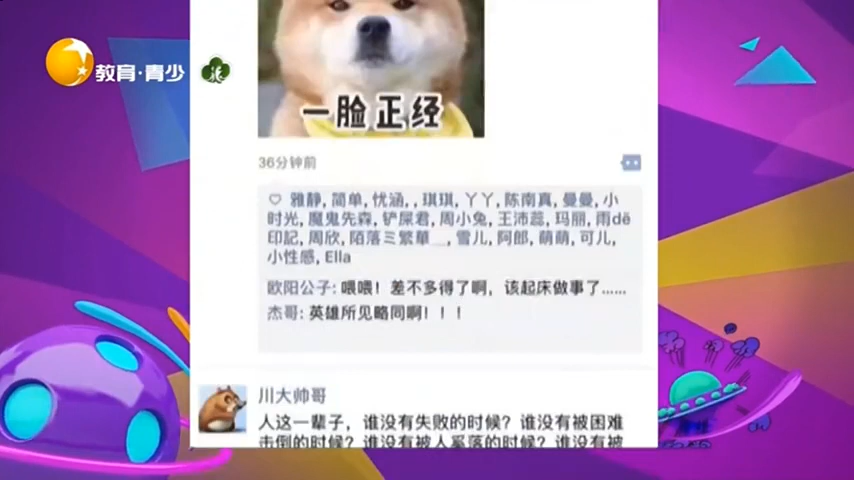 教育·青少
一脸正经
36分钟前
雅静, 简单, 忧涵, , 琪琪, 丫丫, 陈南真, 曼曼, 小
时光, 魔鬼先森, 铲屎君, 周小兔, 王沛蕊, 玛丽, 雨dē
印記, 周欣, 陌落ミ繁華__, 雪儿, 阿郎, 萌萌, 可儿,
小性感, Ella
欧阳公子: 喂喂！差不多得了啊，该起床做事了......
杰哥: 英雄所见略同啊！！！
川大帅哥
人这一辈子，谁没有失败的时候？谁没有被困难
击倒的时候？谁没有被人奚落的时候？谁没有被